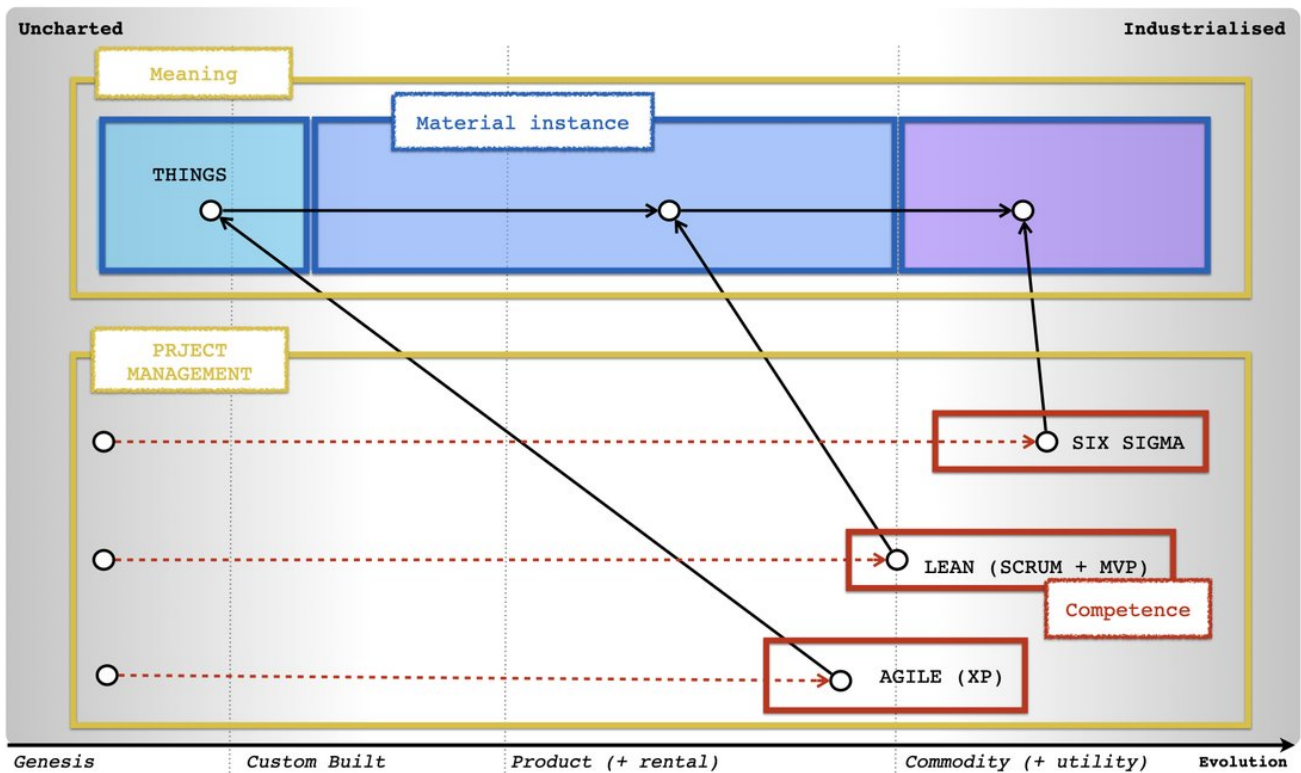 Uncharted
Industrialised
Meaning
Material instance
THINGS
PRJECT
MANAGEMENT
SIX SIGMA
LEAN (SCRUM + MVP)
Competence
AGILE (XP)
Genesis
Custom Built
Product (+ rental)
Commodity (+ utility)
Evolution